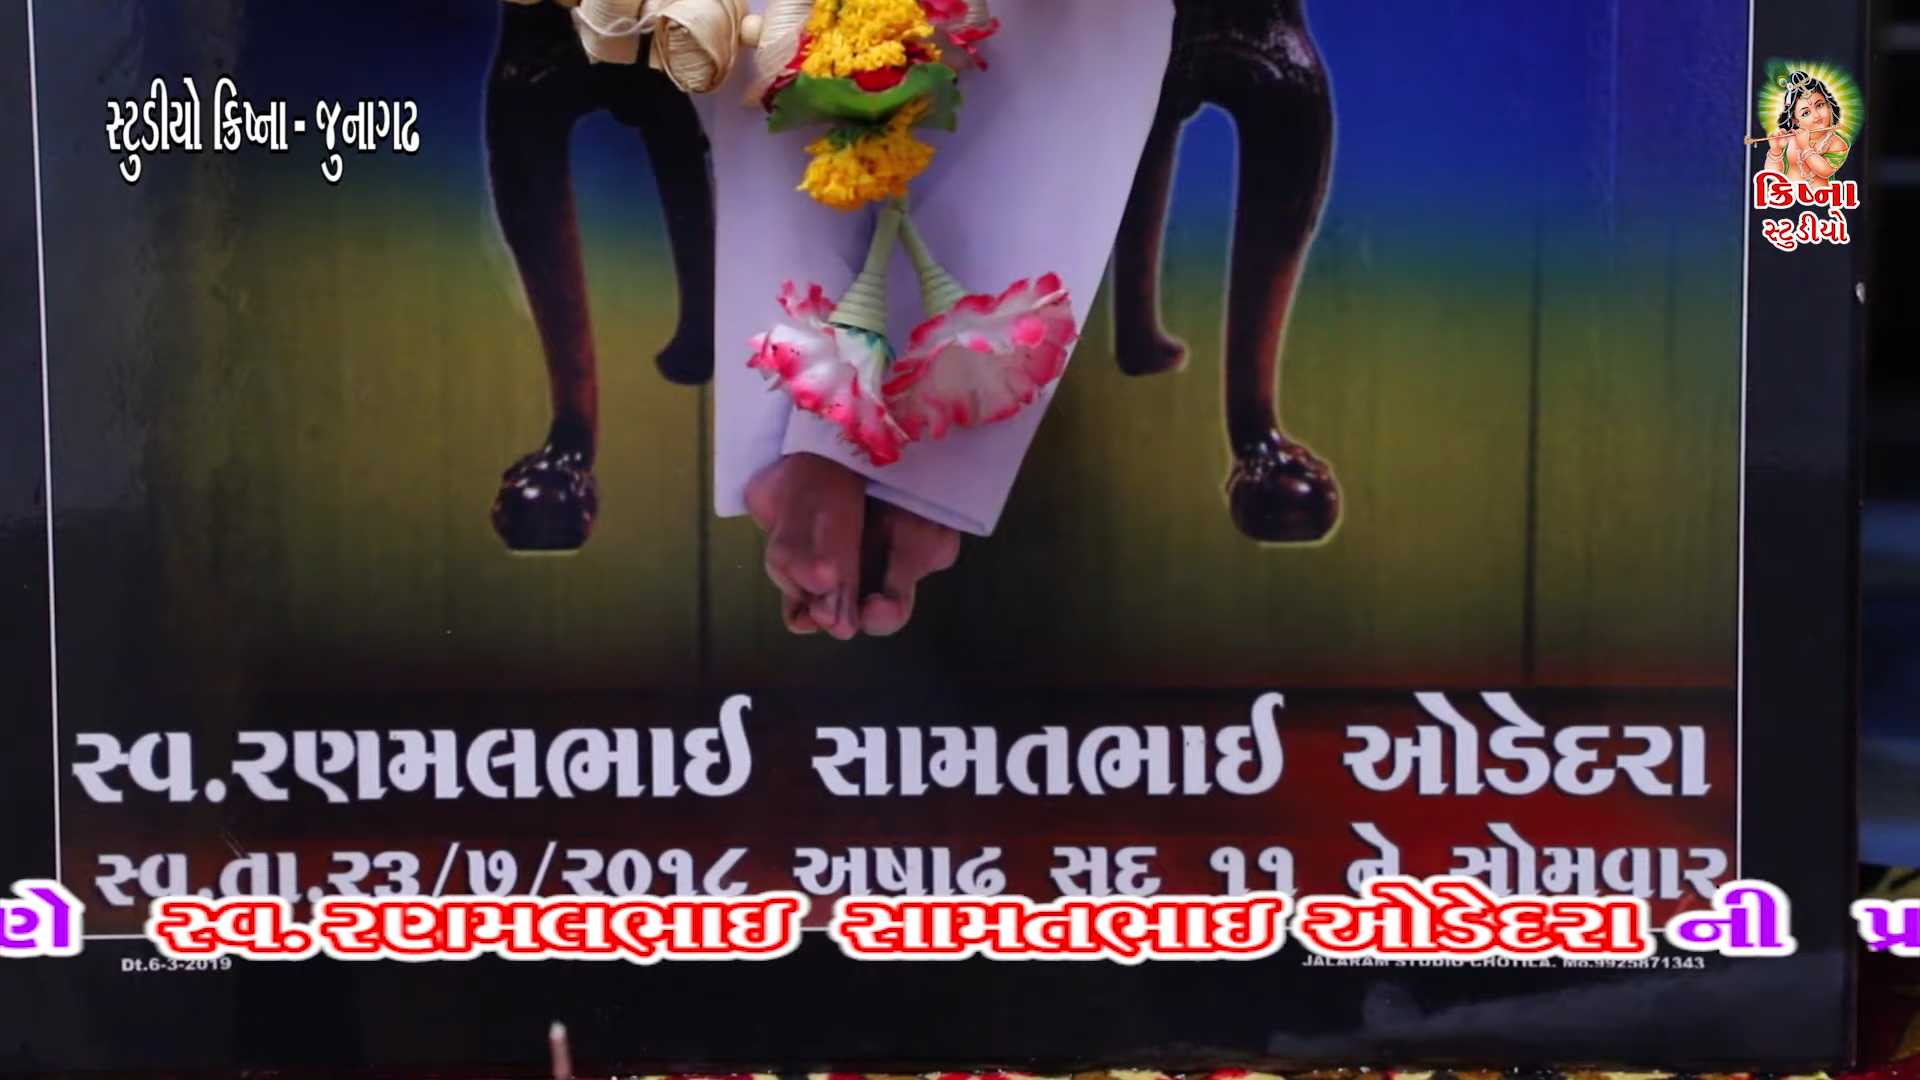 સ્ટુડીયો ક્રિષ્ના - જુનાગઢ
ક્રિષ્ના
સ્ટુડીયો
સ્વ.રણમલભાઈ સામતભાઈ ઓડેદરા
સ્વ.તા.૨૩/૭/૨૦૧૮ અષાઢ સુદ ૧૧ ને સોમવાર
ણે સ્વ. રણમલભાઇ સામતભાઇ ઓડેદરા ની પ્ર
Dt.6-3-2019
JALARAM STUDIO CHOTILA. Mo.9925871343